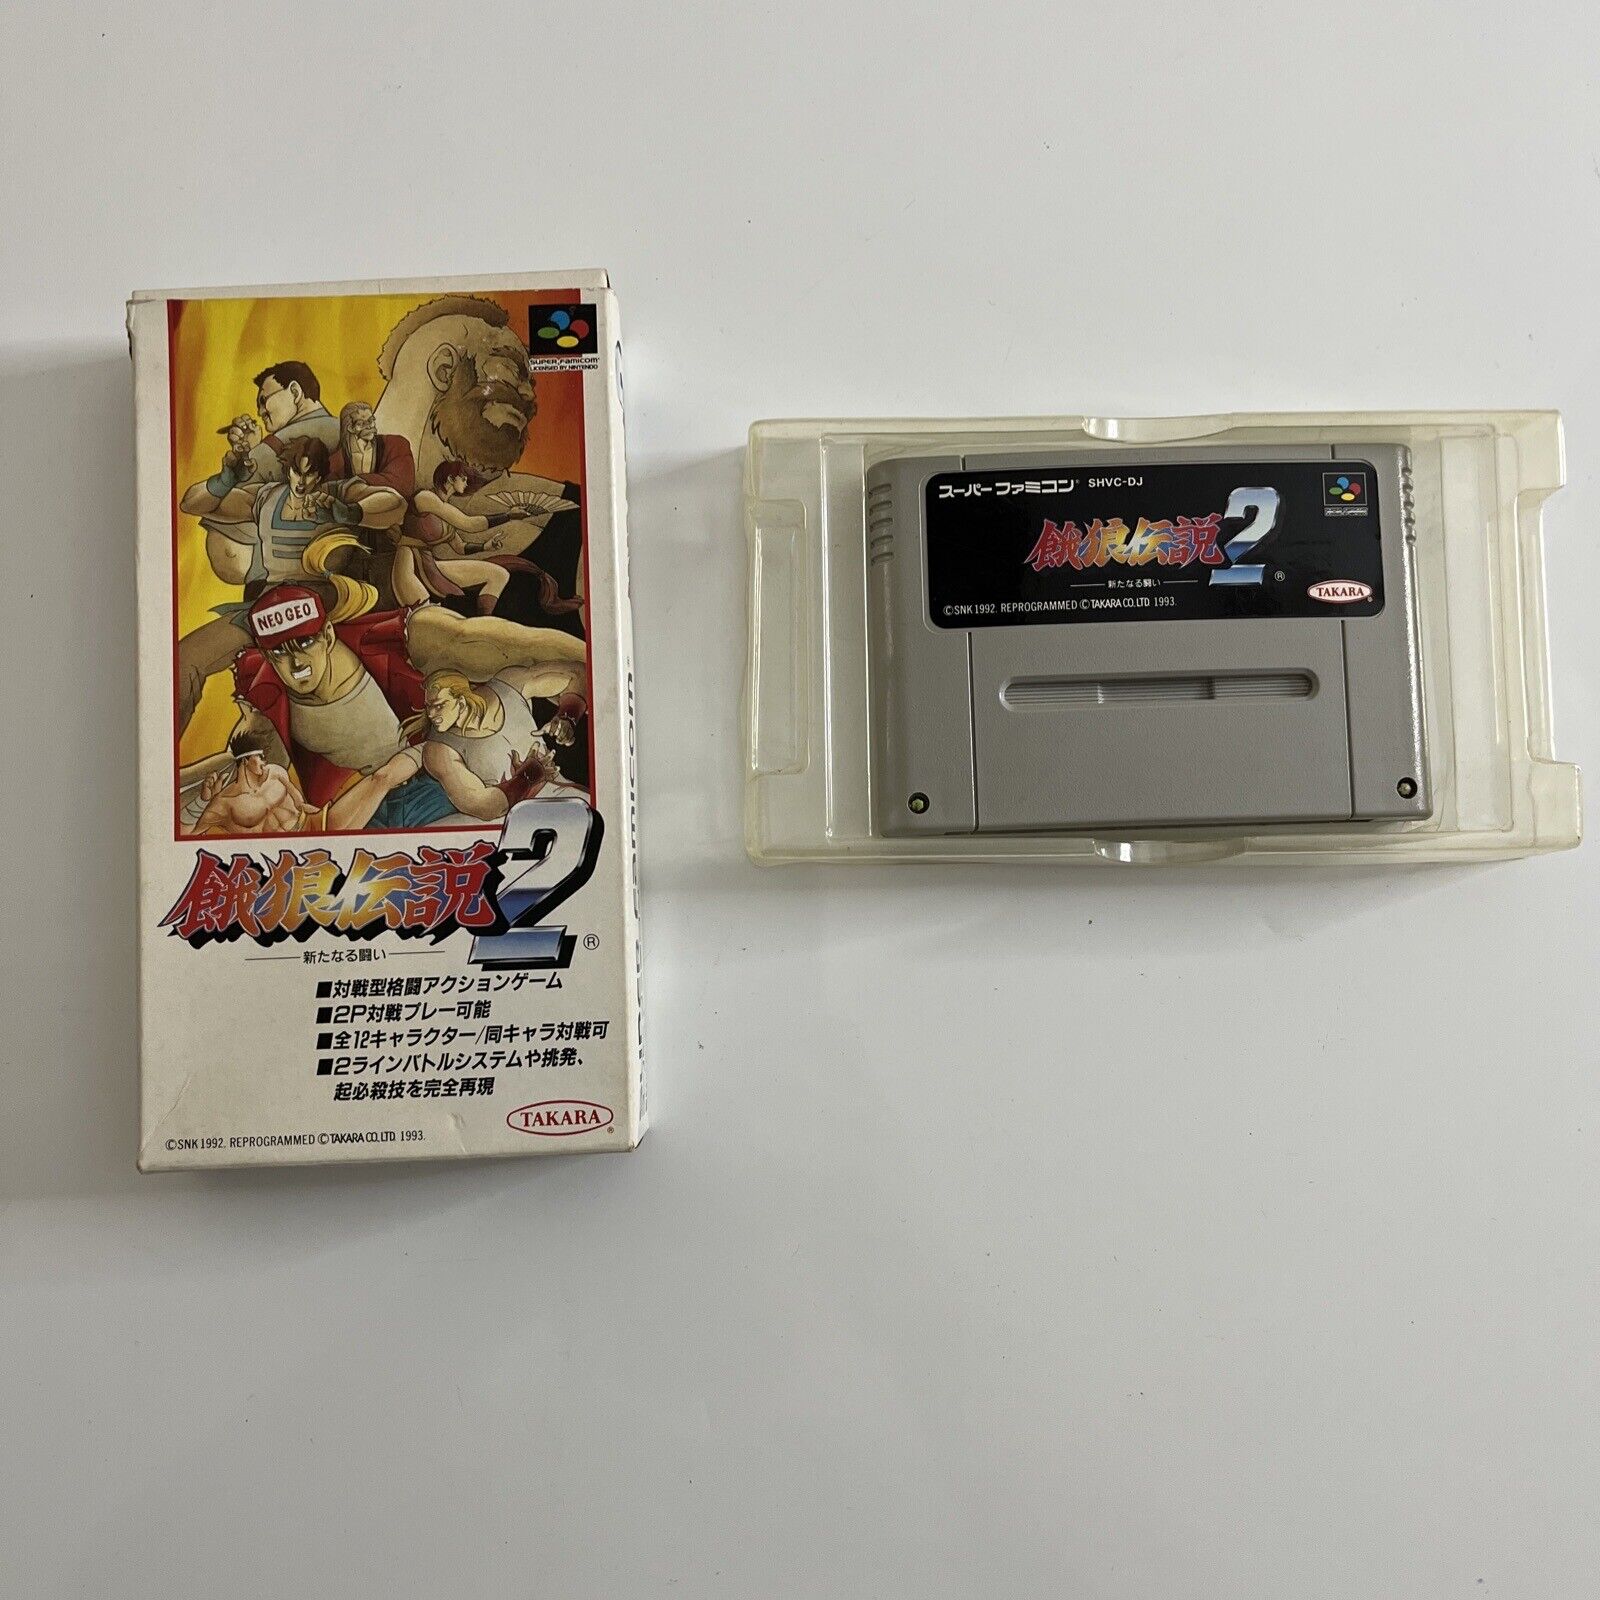 SUPER FAMICOM
LICENSED BY NINTENDO
NEO GEO
餓狼伝説2
新たなる闘い
®
■対戦型格闘アクションゲーム
■2P対戦プレー可能
■全12キャラクター/同キャラ対戦可
■2ラインバトルシステムや挑発、
起必殺技を完全再現
TAKARA®
©SNK 1992. REPROGRAMMED ©TAKARA CO.LTD. 1993.
スーパーファミコン® SHVC-DJ
餓狼伝説2
新たなる闘い
®
TAKARA®
©SNK 1992. REPROGRAMMED ©TAKARA CO.LTD. 1993.